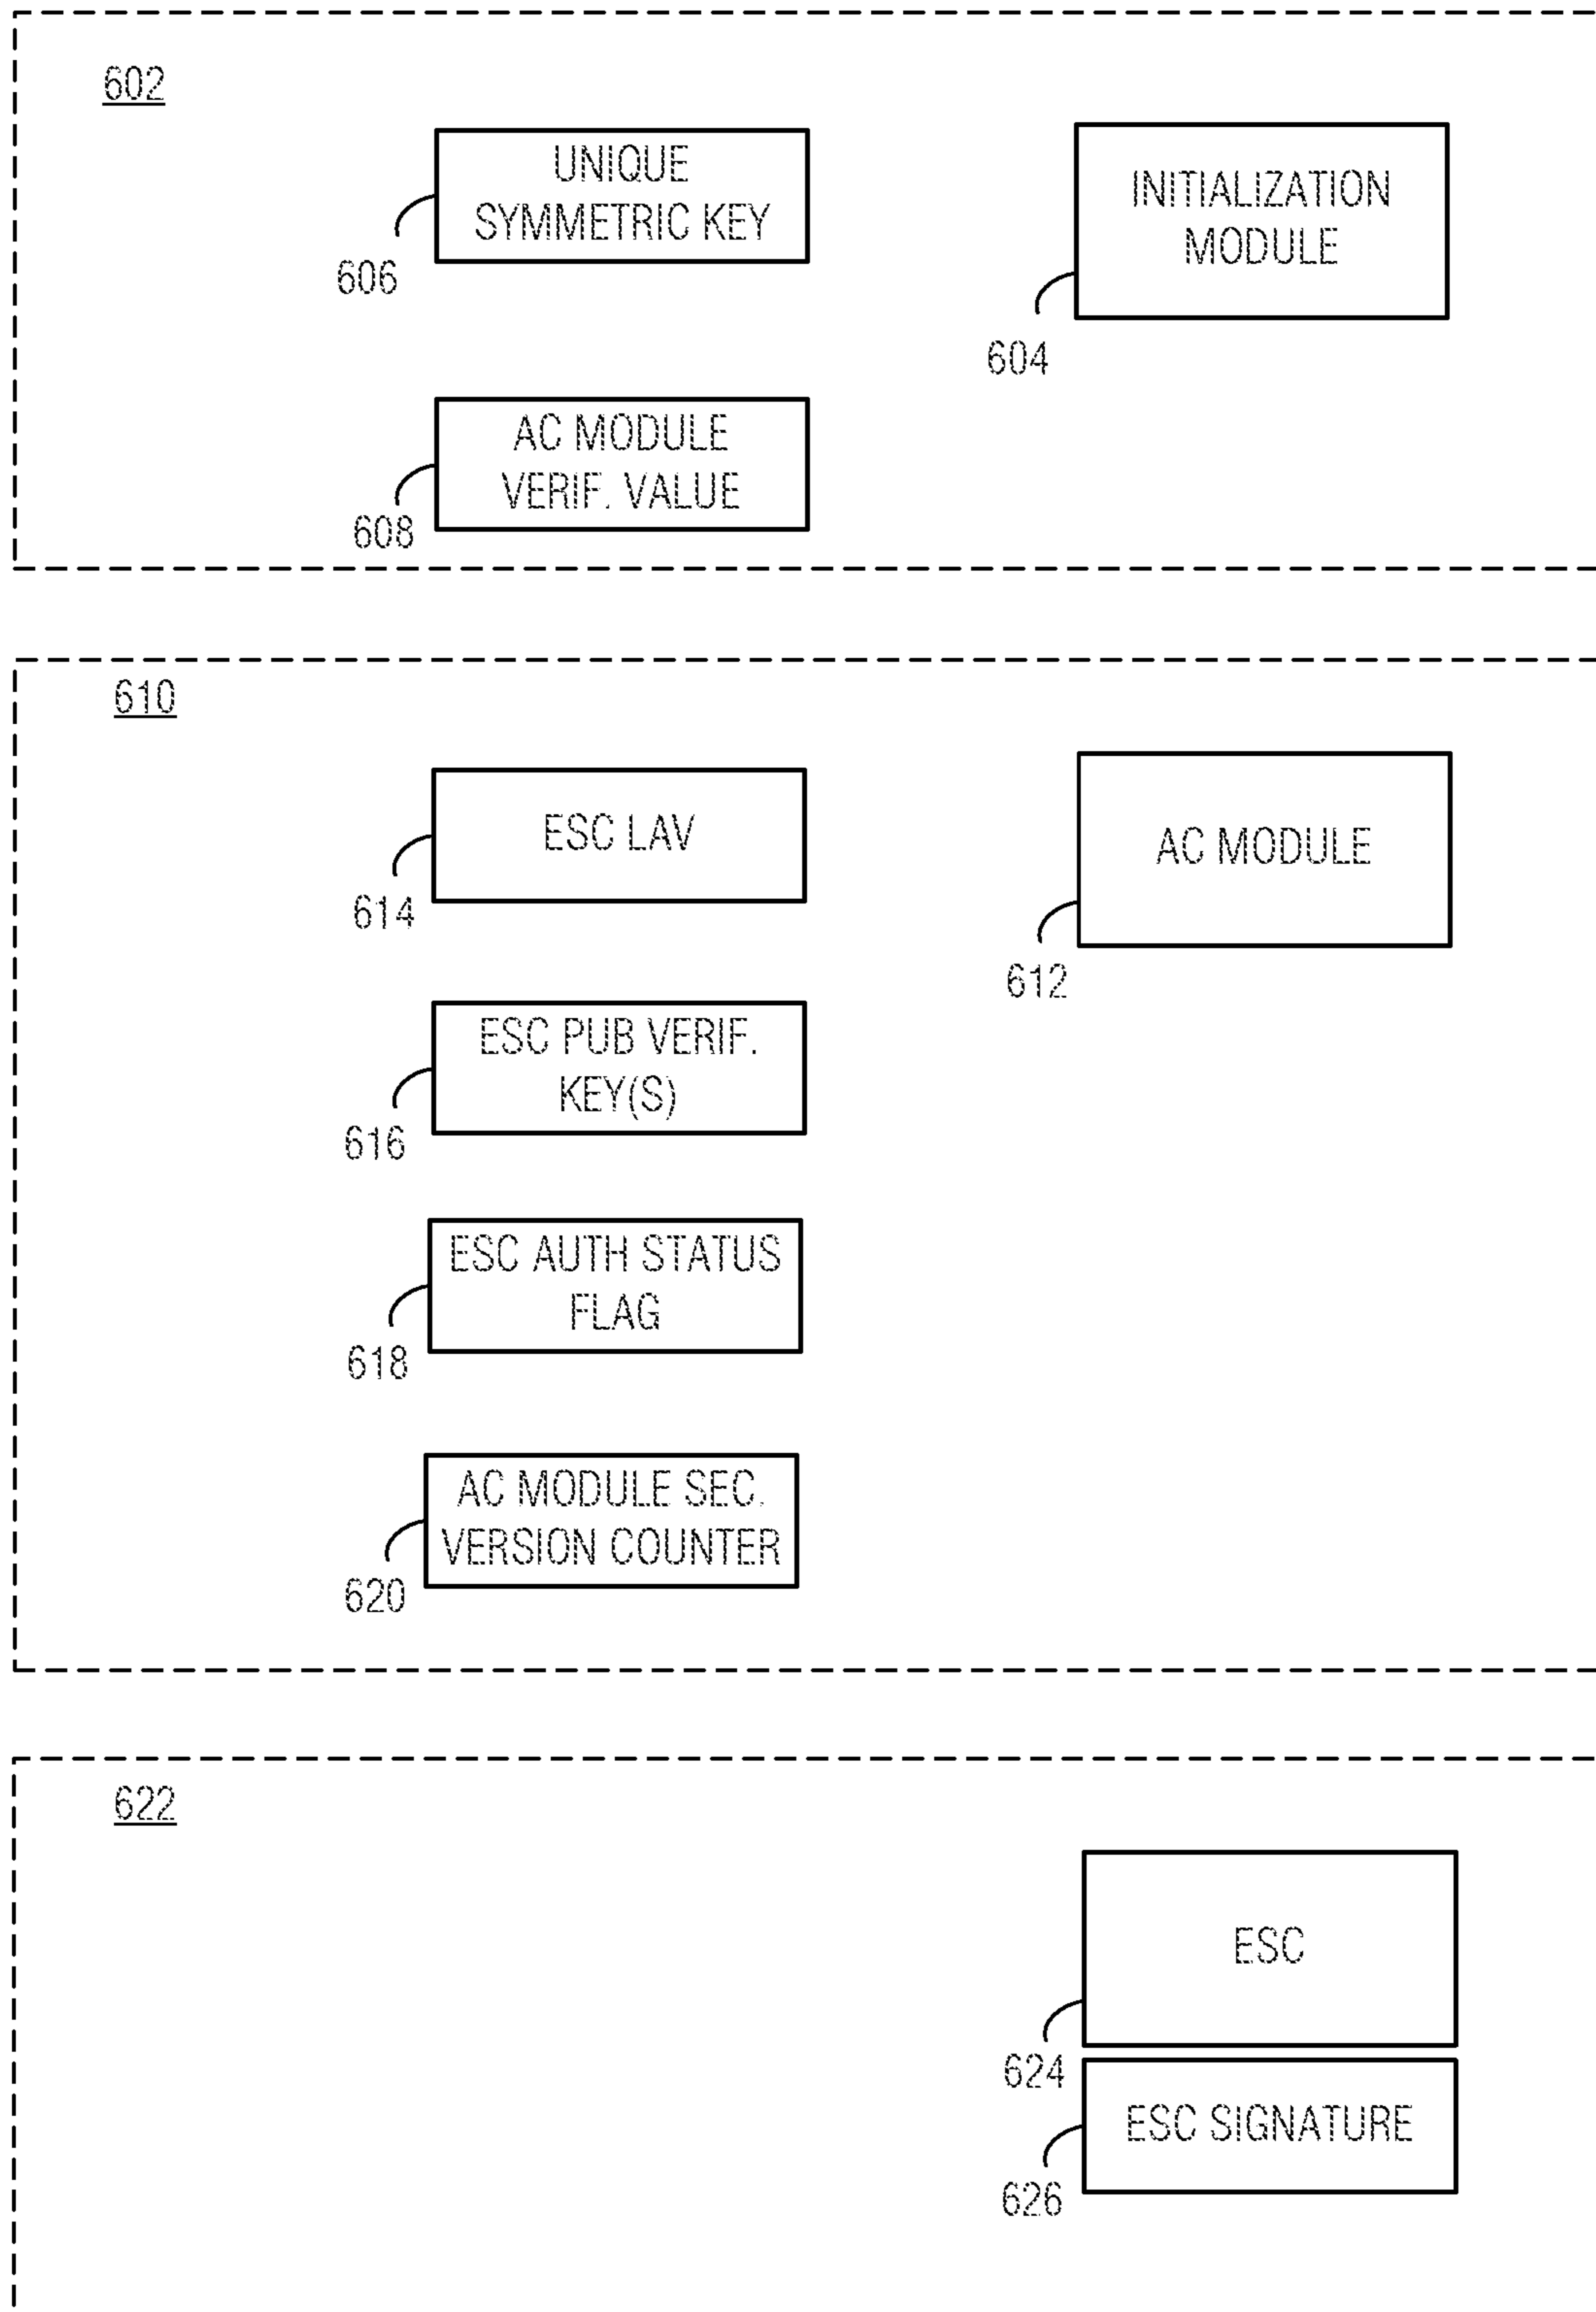 602
UNIQUE
SYMMETRIC KEY
606
INITIALIZATION
MODULE
604
AC MODULE
VERIF. VALUE
608
610
ESC LAV
614
AC MODULE
612
ESC PUB VERIF.
KEY(S)
616
ESC AUTH STATUS
FLAG
618
AC MODULE SEC.
VERSION COUNTER
620
622
ESC
624
ESC SIGNATURE
626